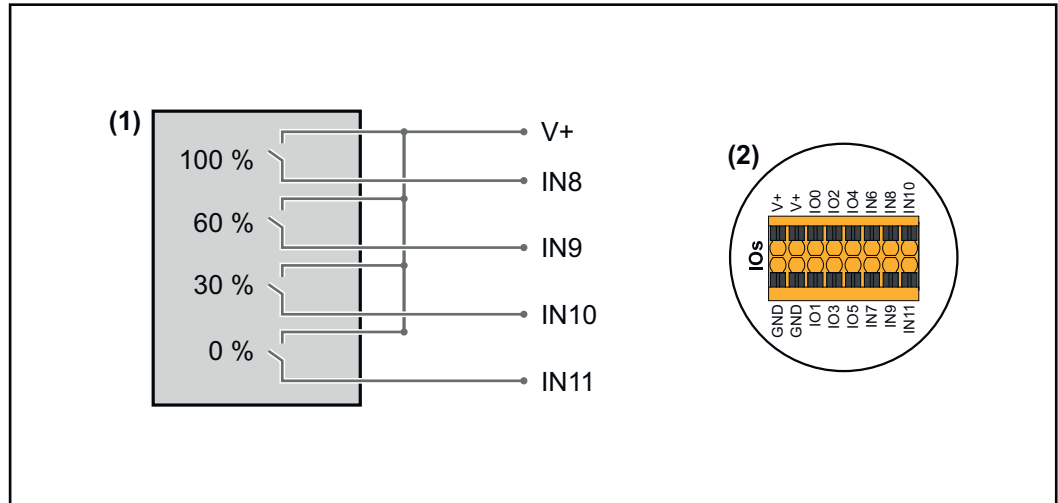 (1)
100 %
60 %
30 %
0 %
V+
IN8
IN9
IN10
IN11
(2)
IOs
V+
V+
IO0
IO2
IO4
IN6
IN8
IN10
GND
GND
IO1
IO3
IO5
IN7
IN9
IN11